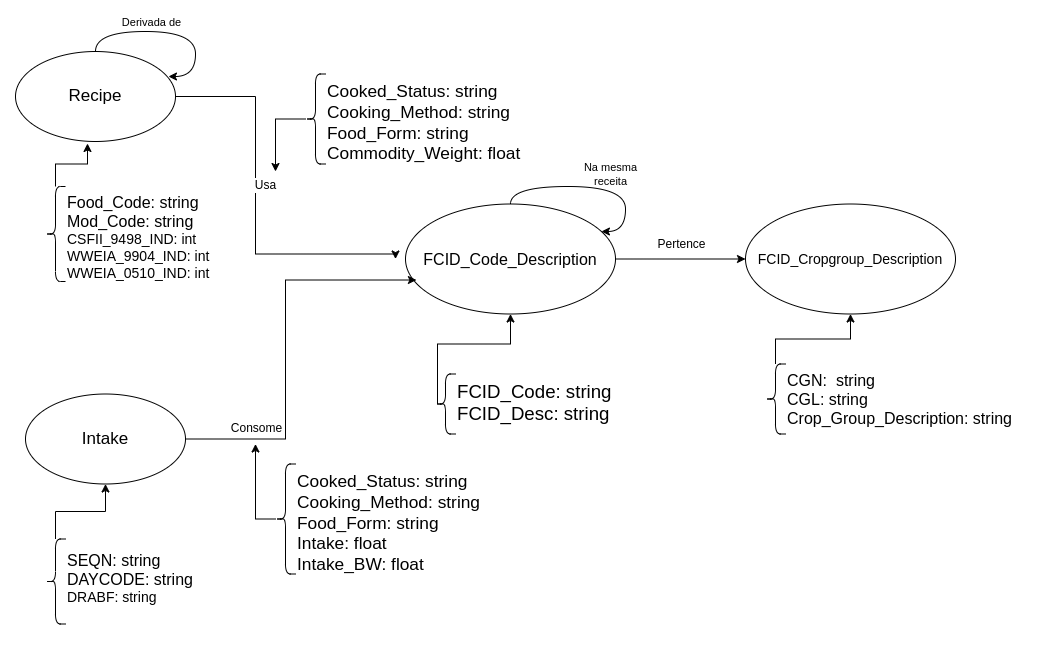 Derivada de
Recipe
Cooked_Status: string
Cooking_Method: string
Food_Form: string
Commodity_Weight: float
Usa
Food_Code: string
Mod_Code: string
CSFII_9498_IND: int
WWEIA_9904_IND: int
WWEIA_0510_IND: int
Na mesma
receita
FCID_Code_Description
Pertence
FCID_Cropgroup_Description
FCID_Code: string
FCID_Desc: string
CGN:  string
CGL: string
Crop_Group_Description: string
Intake
Consome
Cooked_Status: string
Cooking_Method: string
Food_Form: string
Intake: float
Intake_BW: float
SEQN: string
DAYCODE: string
DRABF: string